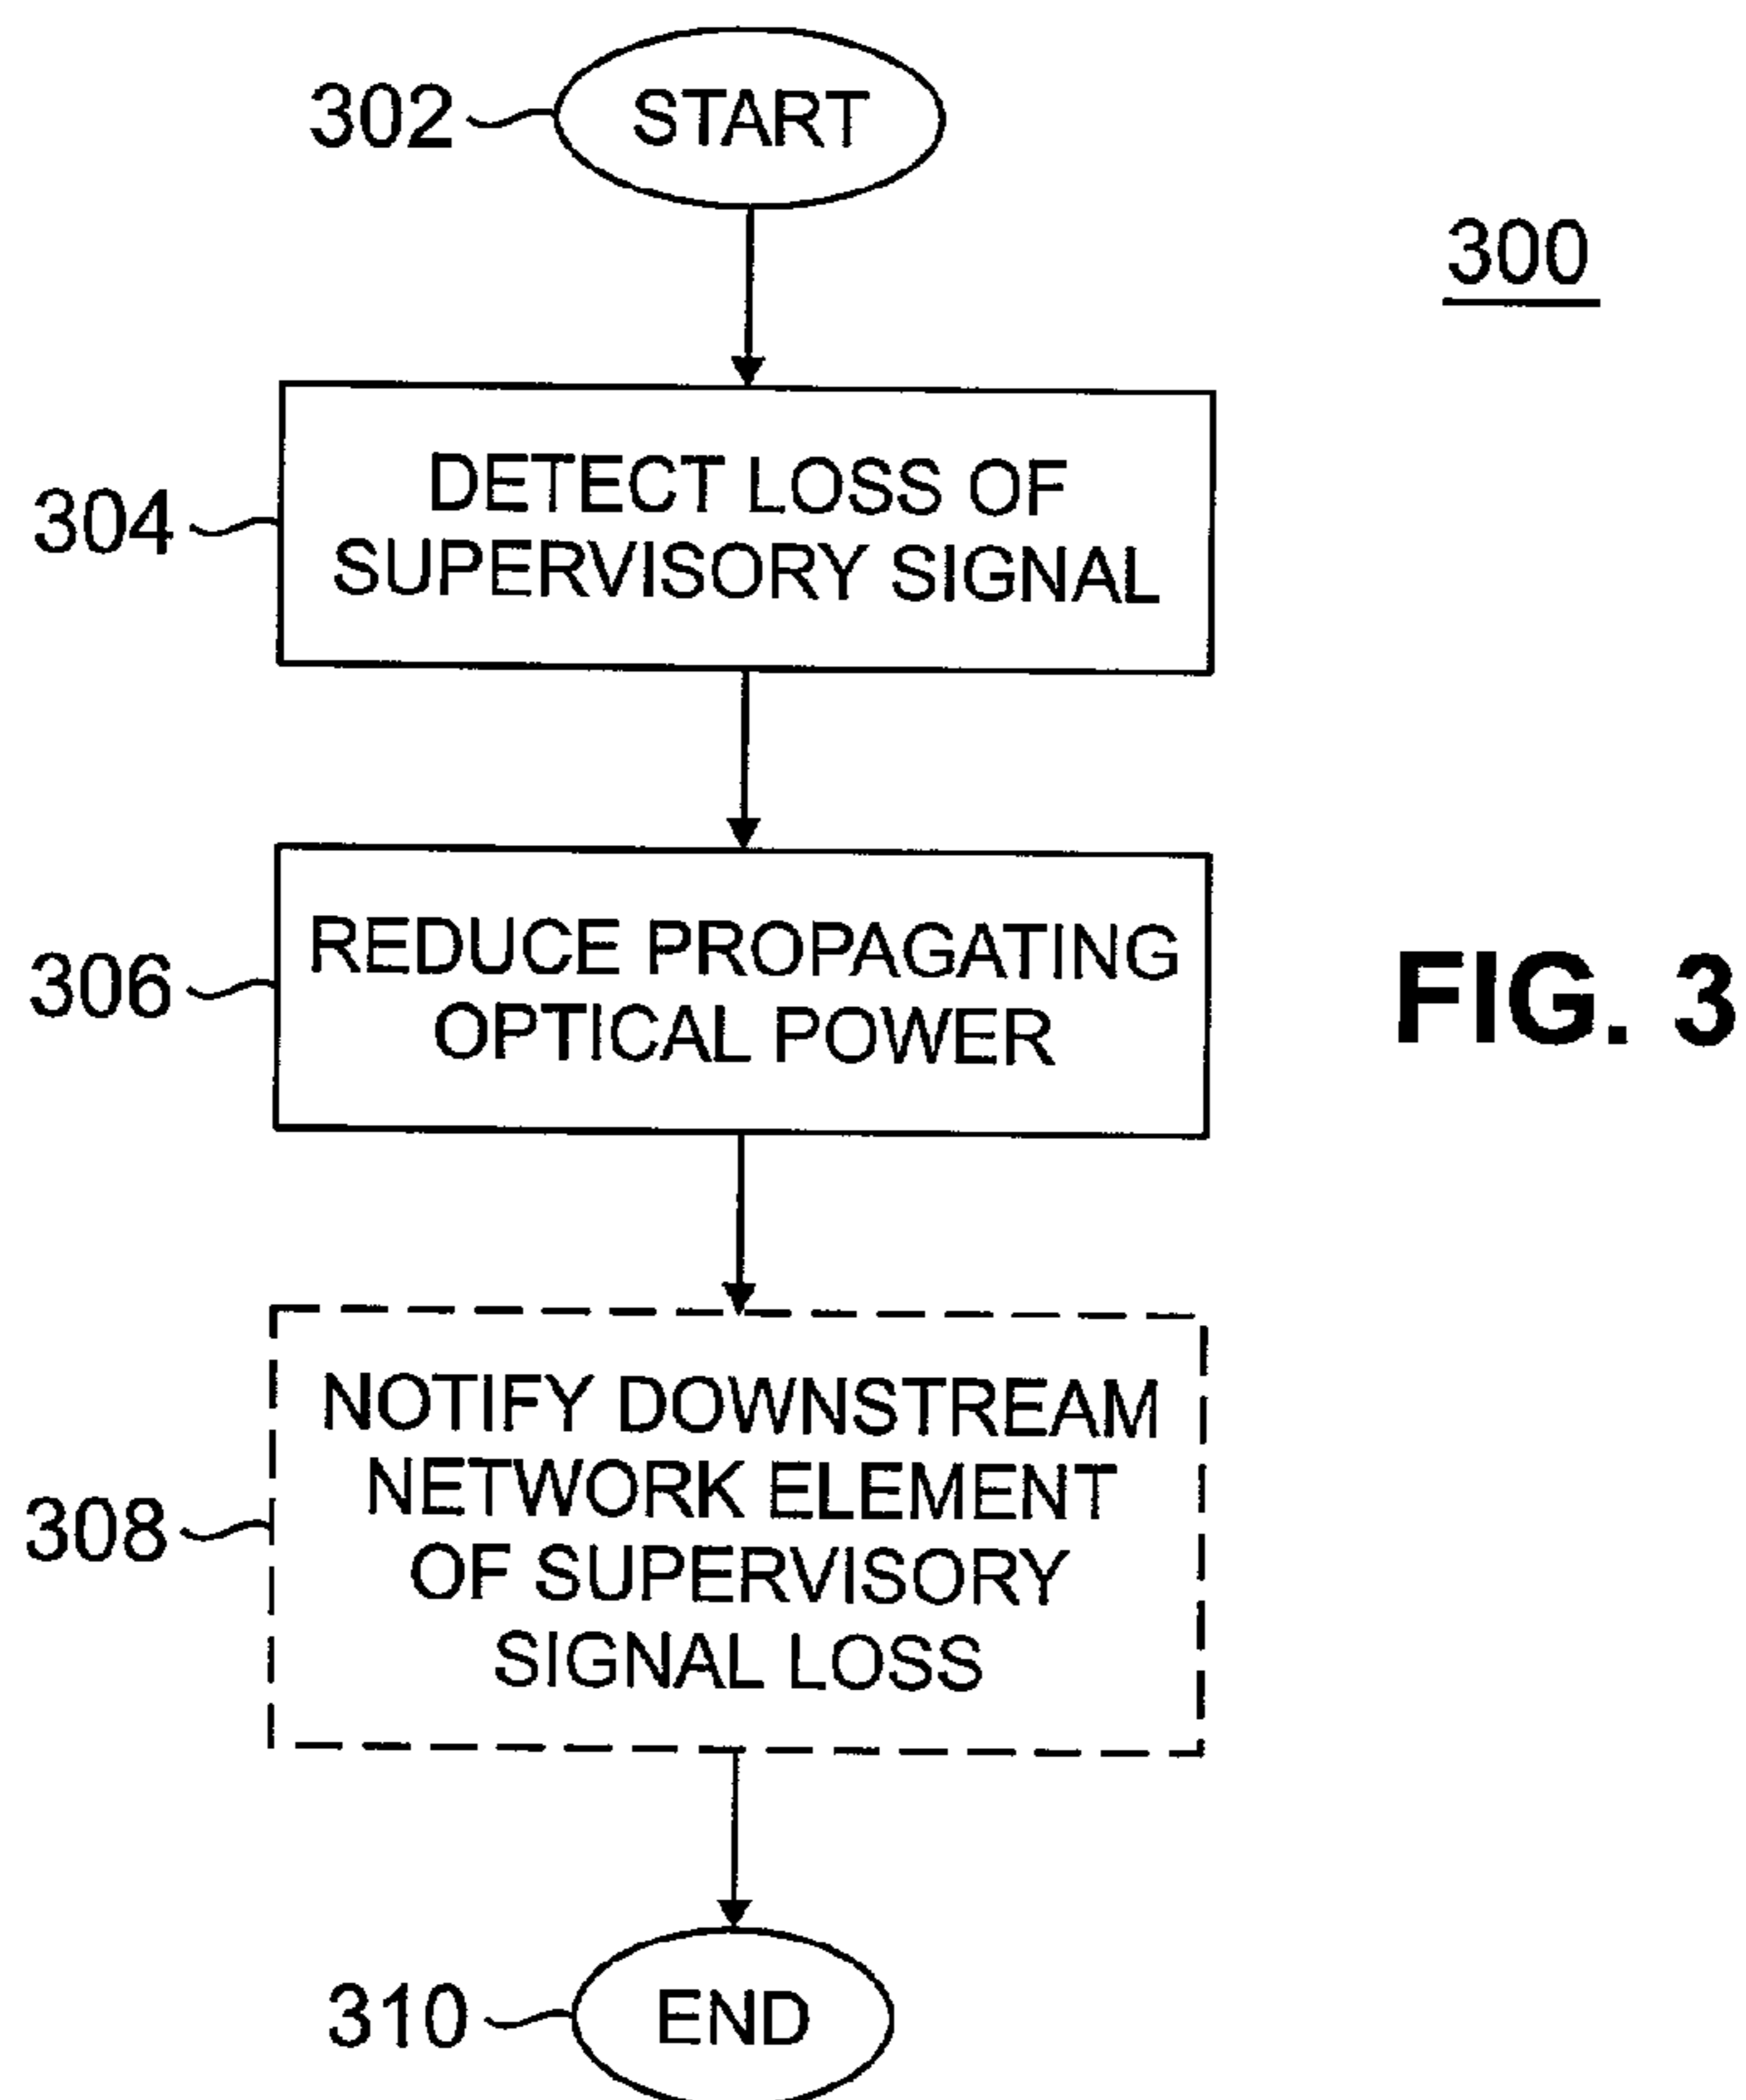 302
START
300
DETECT LOSS OF
SUPERVISORY SIGNAL
304
REDUCE PROPAGATING
OPTICAL POWER
306
FIG. 3
NOTIFY DOWNSTREAM
NETWORK ELEMENT
OF SUPERVISORY
SIGNAL LOSS
308
310
END